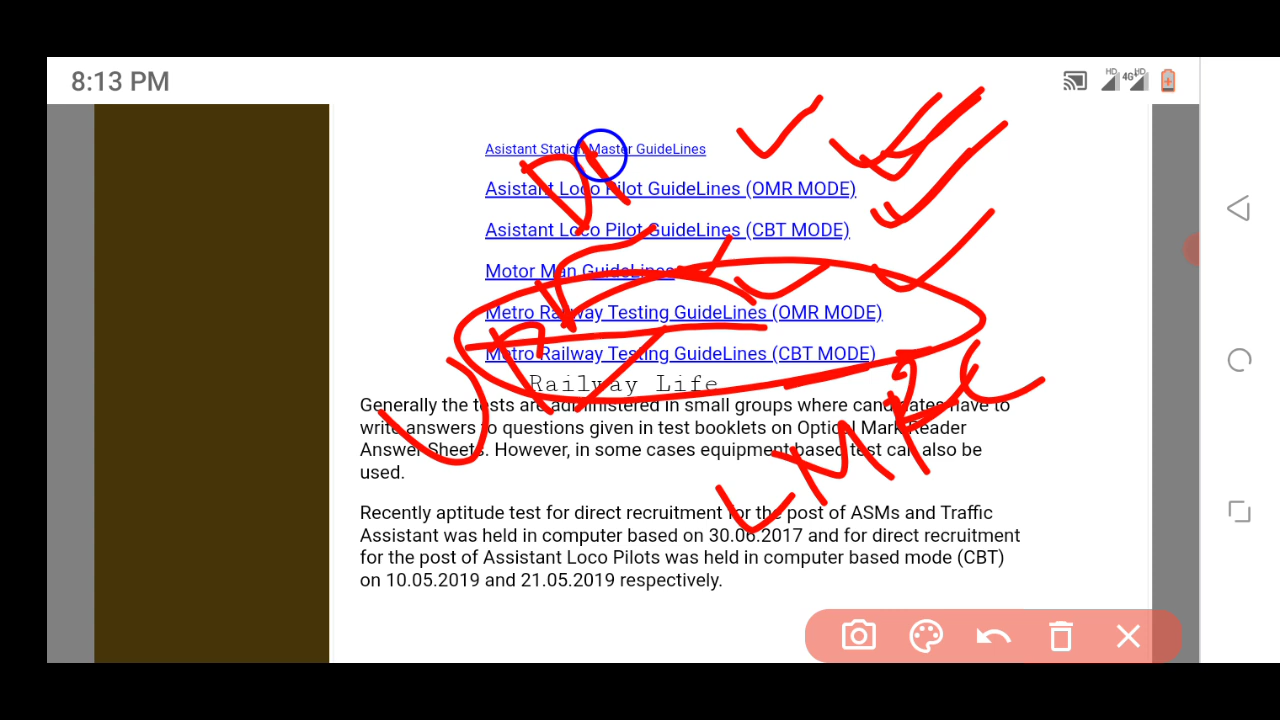 8:13 PM
HD 4G+ HD
Asistant Station Master GuideLines
Asistant Loco Pilot GuideLines (OMR MODE)
Asistant Loco Pilot GuideLines (CBT MODE)
Motor Man GuideLines
Metro Railway Testing GuideLines (OMR MODE)
Metro Railway Testing GuideLines (CBT MODE)
Railway Life
Generally the tests are administered in small groups where candidates have to
write answers to questions given in test booklets on Optical Mark Reader
Answer Sheets. However, in some cases equipment based test can also be
used.
Recently aptitude test for direct recruitment for the post of ASMs and Traffic
Assistant was held in computer based on 30.06.2017 and for direct recruitment
for the post of Assistant Loco Pilots was held in computer based mode (CBT)
on 10.05.2019 and 21.05.2019 respectively.